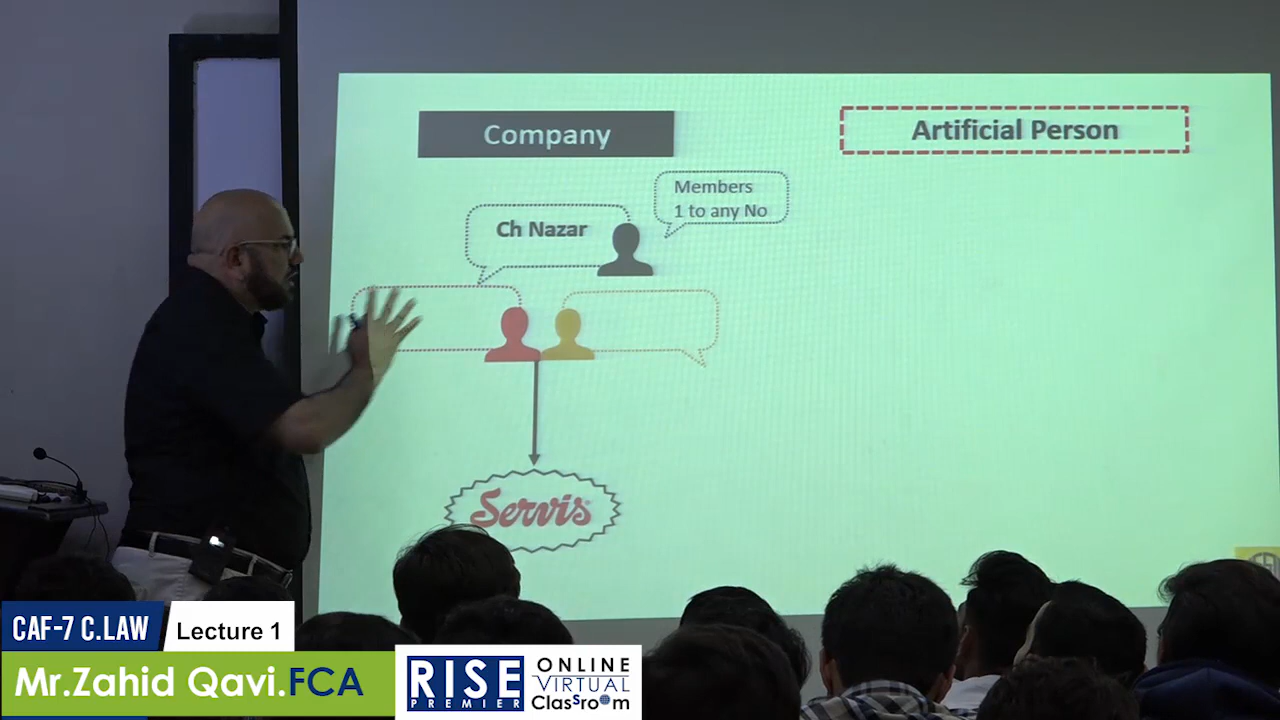 Company
Artificial Person
Members
1 to any No
Ch Nazar
Servis
CAF-7 C.LAW
Lecture 1
Mr.Zahid Qavi.FCA
RISE
PREMIER
ONLINE
VIRTUAL
ClasSroom